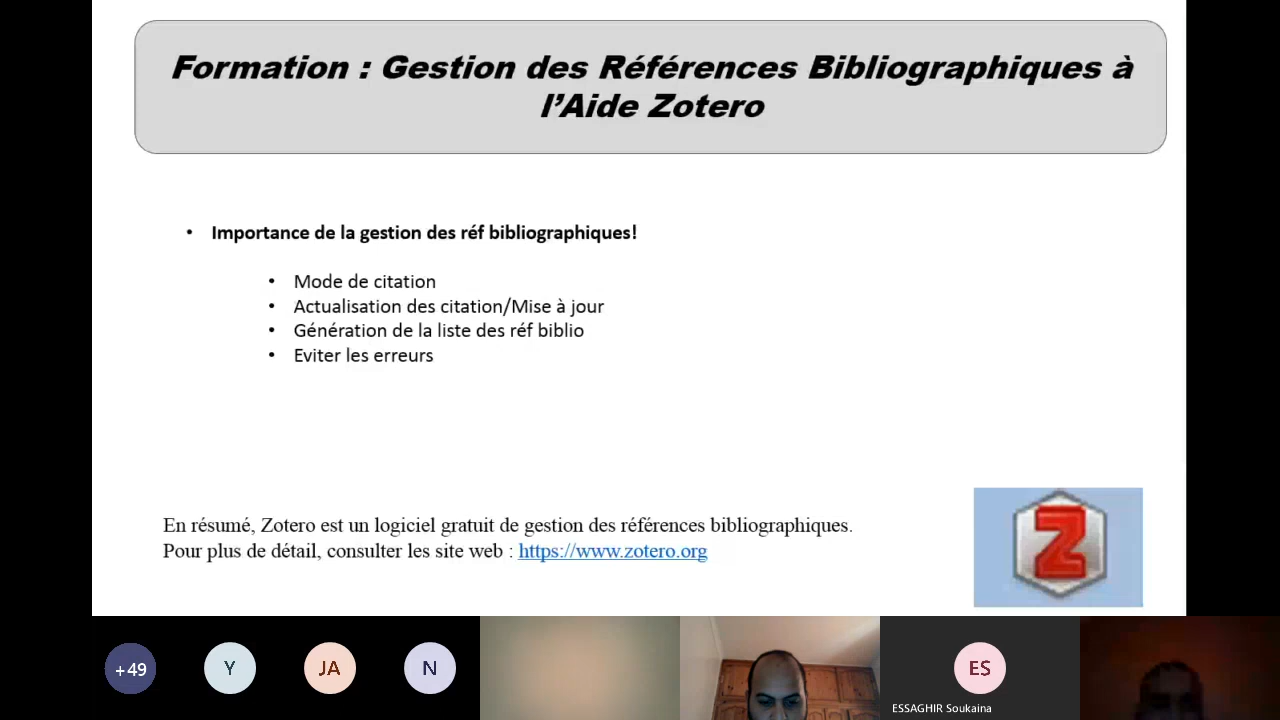 Formation : Gestion des Références Bibliographiques à
l’Aide Zotero
• Importance de la gestion des réf bibliographiques!
• Mode de citation
• Actualisation des citation/Mise à jour
• Génération de la liste des réf biblio
• Eviter les erreurs
En résumé, Zotero est un logiciel gratuit de gestion des références bibliographiques.
Pour plus de détail, consulter les site web : https://www.zotero.org
Z
+49
Y
JA
N
ES
ESSAGHIR Soukaina